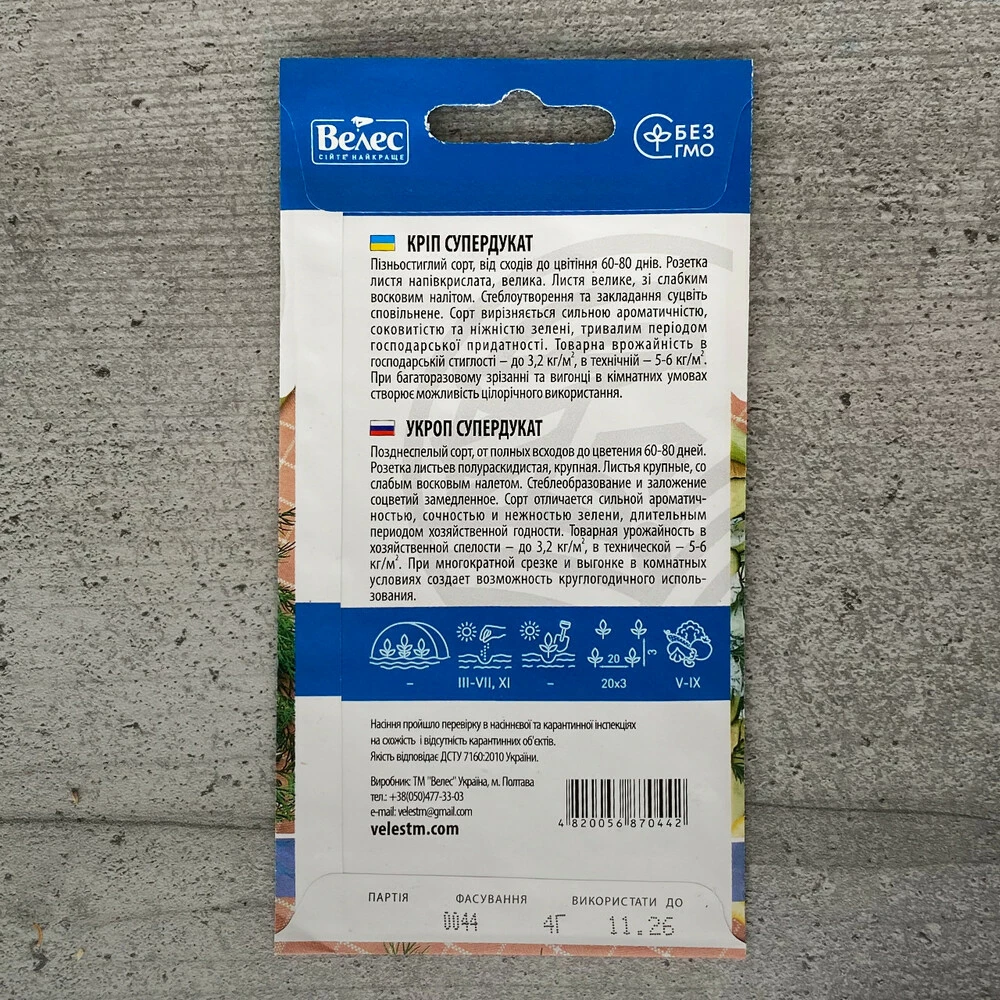 Велес
СІЙТЕ НАЙКРАЩЕ
БЕЗ
ГМО
КРІП СУПЕРДУКАТ
Пізньостиглий сорт, від сходів до цвітіння 60-80 днів. Розетка
листя напівкрислата, велика. Листя велике, зі слабким
восковим налітом. Стеблоутворення та закладання суцвіть
сповільнене. Сорт вирізняється сильною ароматичністю,
соковитістю та ніжністю зелені, тривалим періодом
господарської придатності. Товарна врожайність в
господарській стиглості – до 3,2 кг/м², в технічній – 5-6 кг/м².
При багаторазовому зрізанні та вигонці в кімнатних умовах
створює можливість цілорічного використання.
УКРОП СУПЕРДУКАТ
Позднеспелый сорт, от полных всходов до цветения 60-80 дней.
Розетка листьев полураскидистая, крупная. Листья крупные, со
слабым восковым налетом. Стеблеобразование и заложение
соцветий замедленное. Сорт отличается сильной ароматич-
ностью, сочностью и нежностью зелени, длительным
периодом хозяйственной годности. Товарная урожайность в
хозяйственной спелости – до 3,2 кг/м², в технической – 5-6
кг/м². При многократной срезке и выгонке в комнатных
условиях создает возможность круглогодичного исполь-
зования.
20
3
– III-VII, XI – 20x3 V-IX
Насіння пройшло перевірку в насіннєвої та карантинної інспекціях
на схожість і відсутність карантинних об'єктів.
Якість відповідає ДСТУ 7160:2010 України.
Виробник: ТМ "Велес" Україна, м. Полтава
тел.: +38(050)477-33-03
e-mail: velestm@gmail.com
velestm.com
4 820056 870442
ПАРТІЯ ФАСУВАННЯ ВИКОРИСТАТИ ДО
0044 4Г 11.26